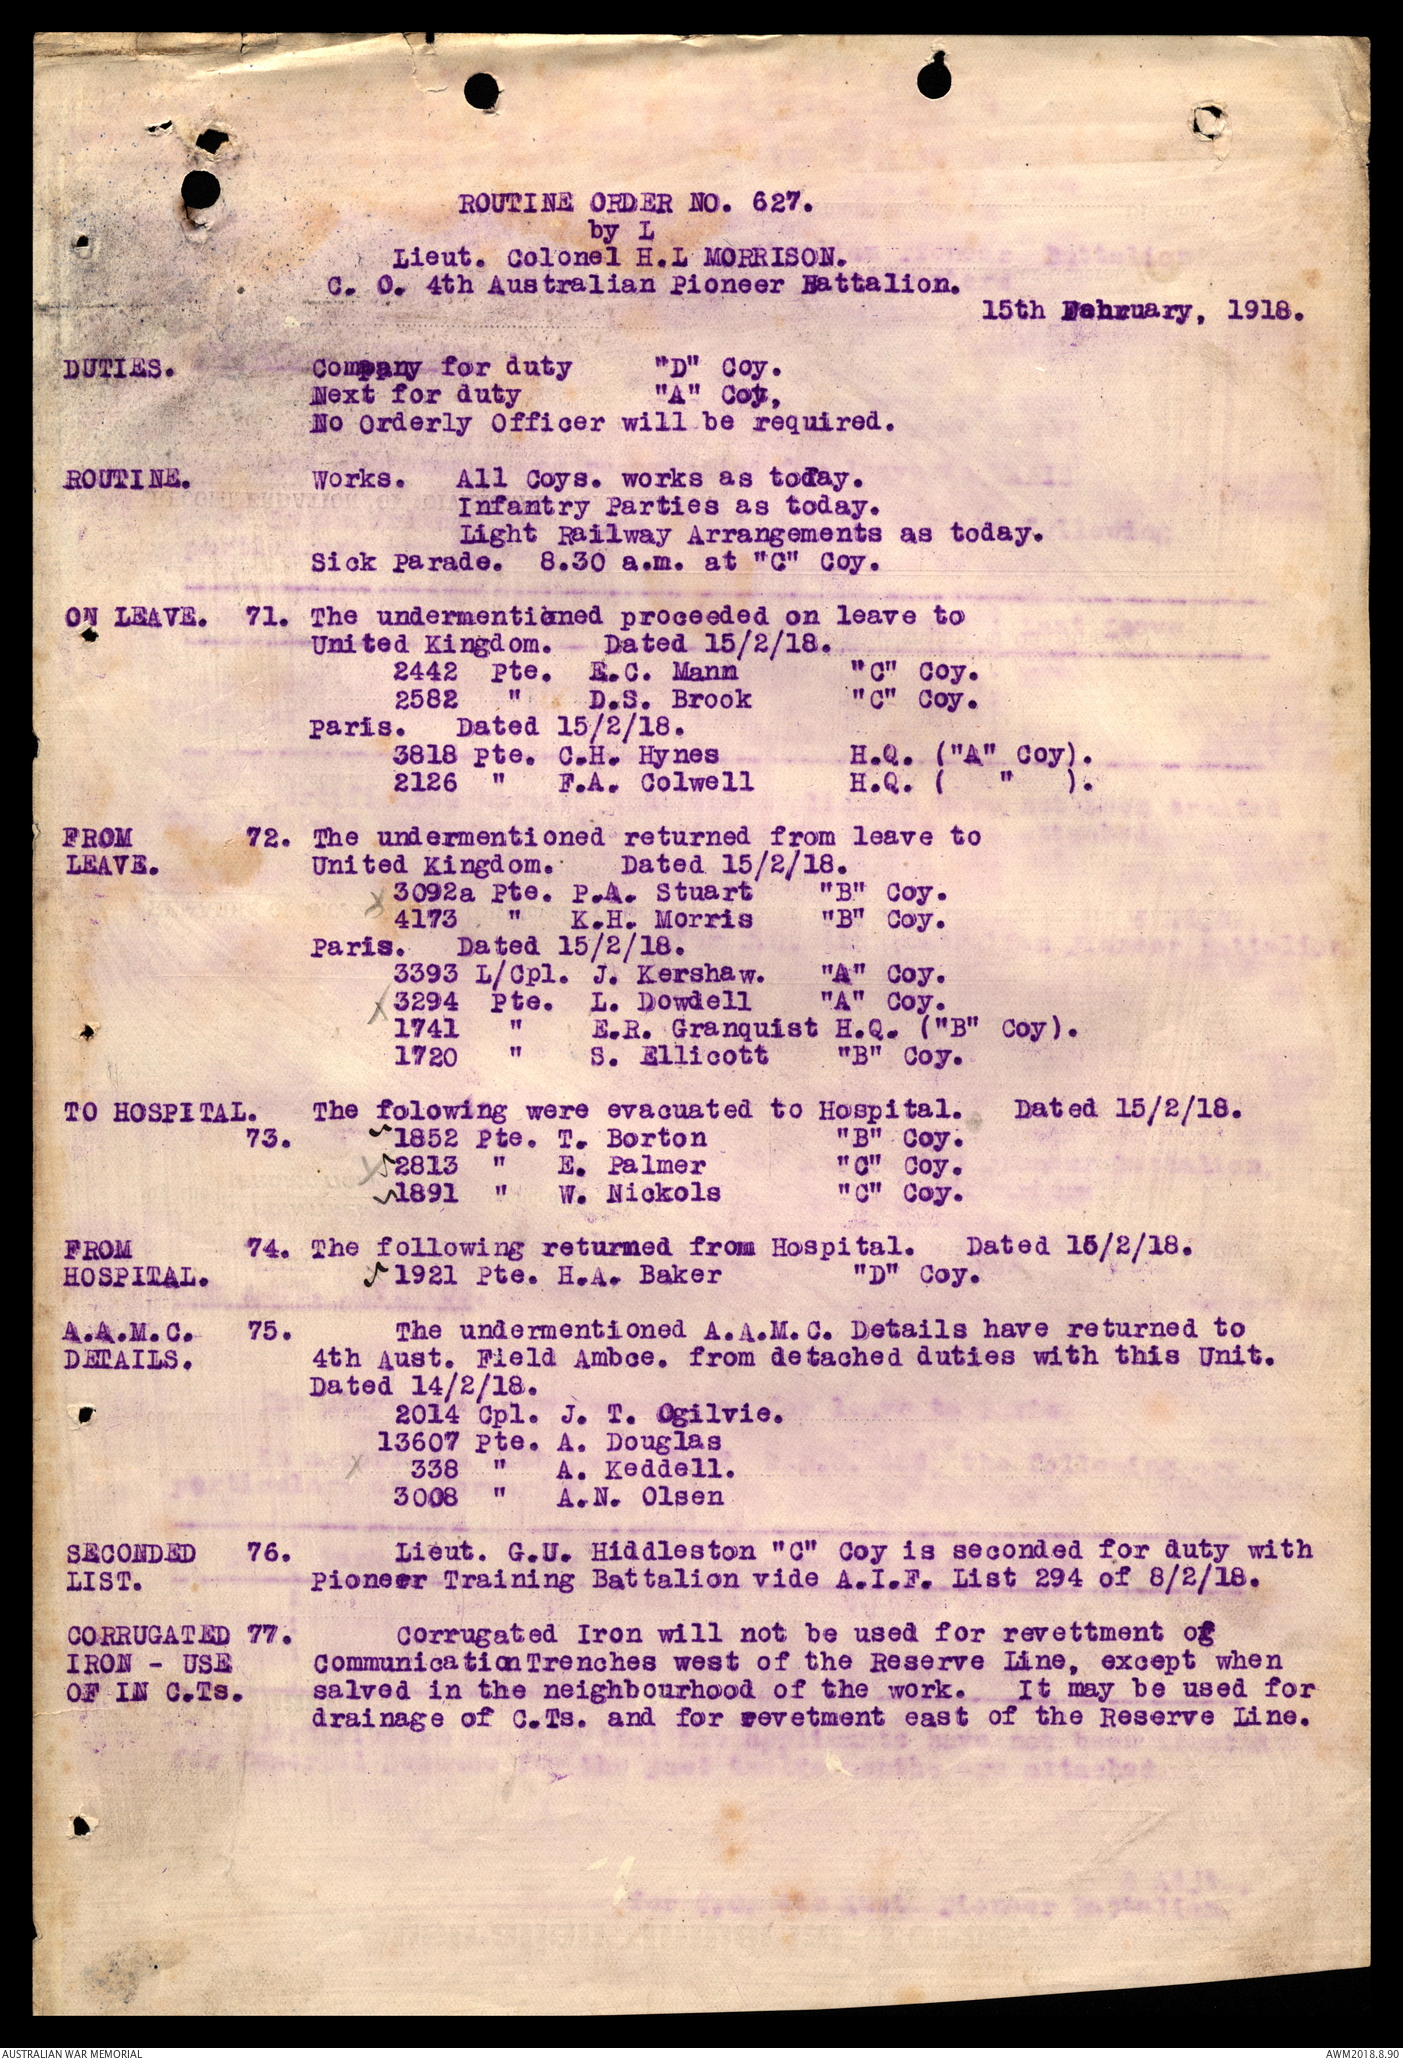 ROUTINE ORDER NO. 627.
by L
Lieut. Colonel H.L MORRISON.
C. O. 4th Australian Pioneer Battalion.
15th February, 1918.
DUTIES. Company for duty "D" Coy.
Next for duty "A" Coy,
No Orderly Officer will be required.
ROUTINE. Works. All Coys. works as today.
Infantry Parties as today.
Light Railway Arrangements as today.
Sick Parade. 8.30 a.m. at "C" Coy.
ON LEAVE. 71. The undermentioned proceeded on leave to
United Kingdom. Dated 15/2/18.
2442 Pte. E.C. Mann "C" Coy.
2582 " D.S. Brook "C" Coy.
Paris. Dated 15/2/18.
3818 Pte. C.H. Hynes H.Q. ("A" Coy).
2126 " F.A. Colwell H.Q. ( " ).
FROM 72. The undermentioned returned from leave to
LEAVE. United Kingdom. Dated 15/2/18.
x 3092a Pte. P.A. Stuart "B" Coy.
4173 " K.H. Morris "B" Coy.
Paris. Dated 15/2/18.
3393 L/Cpl. J. Kershaw. "A" Coy.
x 3294 Pte. L. Dowdell "A" Coy.
1741 " E.R. Granquist H.Q. ("B" Coy).
1720 " S. Ellicott "B" Coy.
TO HOSPITAL. The folowing were evacuated to Hospital. Dated 15/2/18.
73. 1852 Pte. T. Borton "B" Coy.
x 2813 " E. Palmer "C" Coy.
1891 " W. Nickols "C" Coy.
FROM 74. The following returned from Hospital. Dated 15/2/18.
HOSPITAL. 1921 Pte. H.A. Baker "D" Coy.
A.A.M.C. 75. The undermentioned A.A.M.C. Details have returned to
DETAILS. 4th Aust. Field Ambce. from detached duties with this Unit.
Dated 14/2/18.
2014 Cpl. J. T. Ogilvie.
13607 Pte. A. Douglas
x 338 " A. Keddell.
3008 " A.N. Olsen
SECONDED 76. Lieut. G.U. Hiddleston "C" Coy is seconded for duty with
LIST. Pioneer Training Battalion vide A.I.F. List 294 of 8/2/18.
CORRUGATED 77. Corrugated Iron will not be used for revettment of
IRON - USE Communication Trenches west of the Reserve Line, except when
OF IN C.Ts. salved in the neighbourhood of the work. It may be used for
drainage of C.Ts. and for revetment east of the Reserve Line.
AUSTRALIAN WAR MEMORIAL AWM2018.8.90